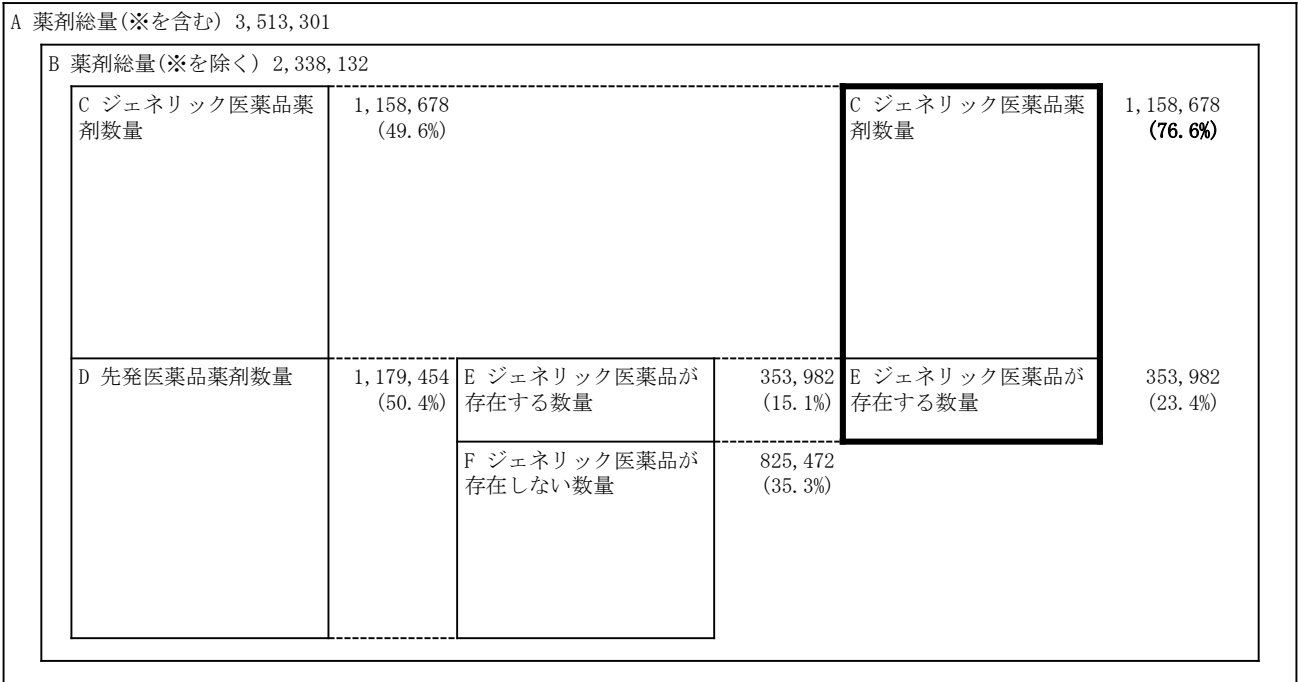 A 薬剤総量(※を含む) 3,513,301
B 薬剤総量(※を除く) 2,338,132
C ジェネリック医薬品薬
剤数量
1,158,678
(49.6%)
C ジェネリック医薬品薬
剤数量
1,158,678
(76.6%)
D 先発医薬品薬剤数量
1,179,454
(50.4%)
E ジェネリック医薬品が
存在する数量
353,982
(15.1%)
E ジェネリック医薬品が
存在する数量
353,982
(23.4%)
F ジェネリック医薬品が
存在しない数量
825,472
(35.3%)